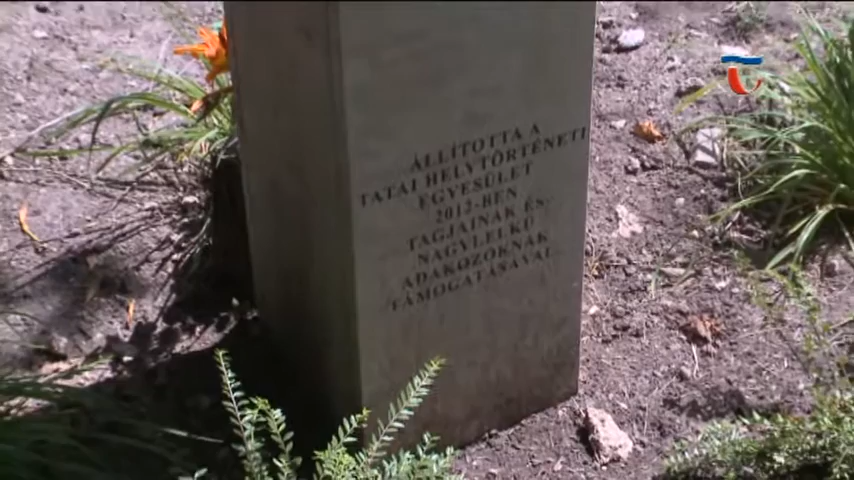 ÁLLÍTOTTA A
TATAI HELYTÖRTÉNETI
EGYESÜLET
2012-BEN
TAGJAINAK ÉS
NAGYLELKŰ
ADAKOZÓKNAK
TÁMOGATÁSÁVAL